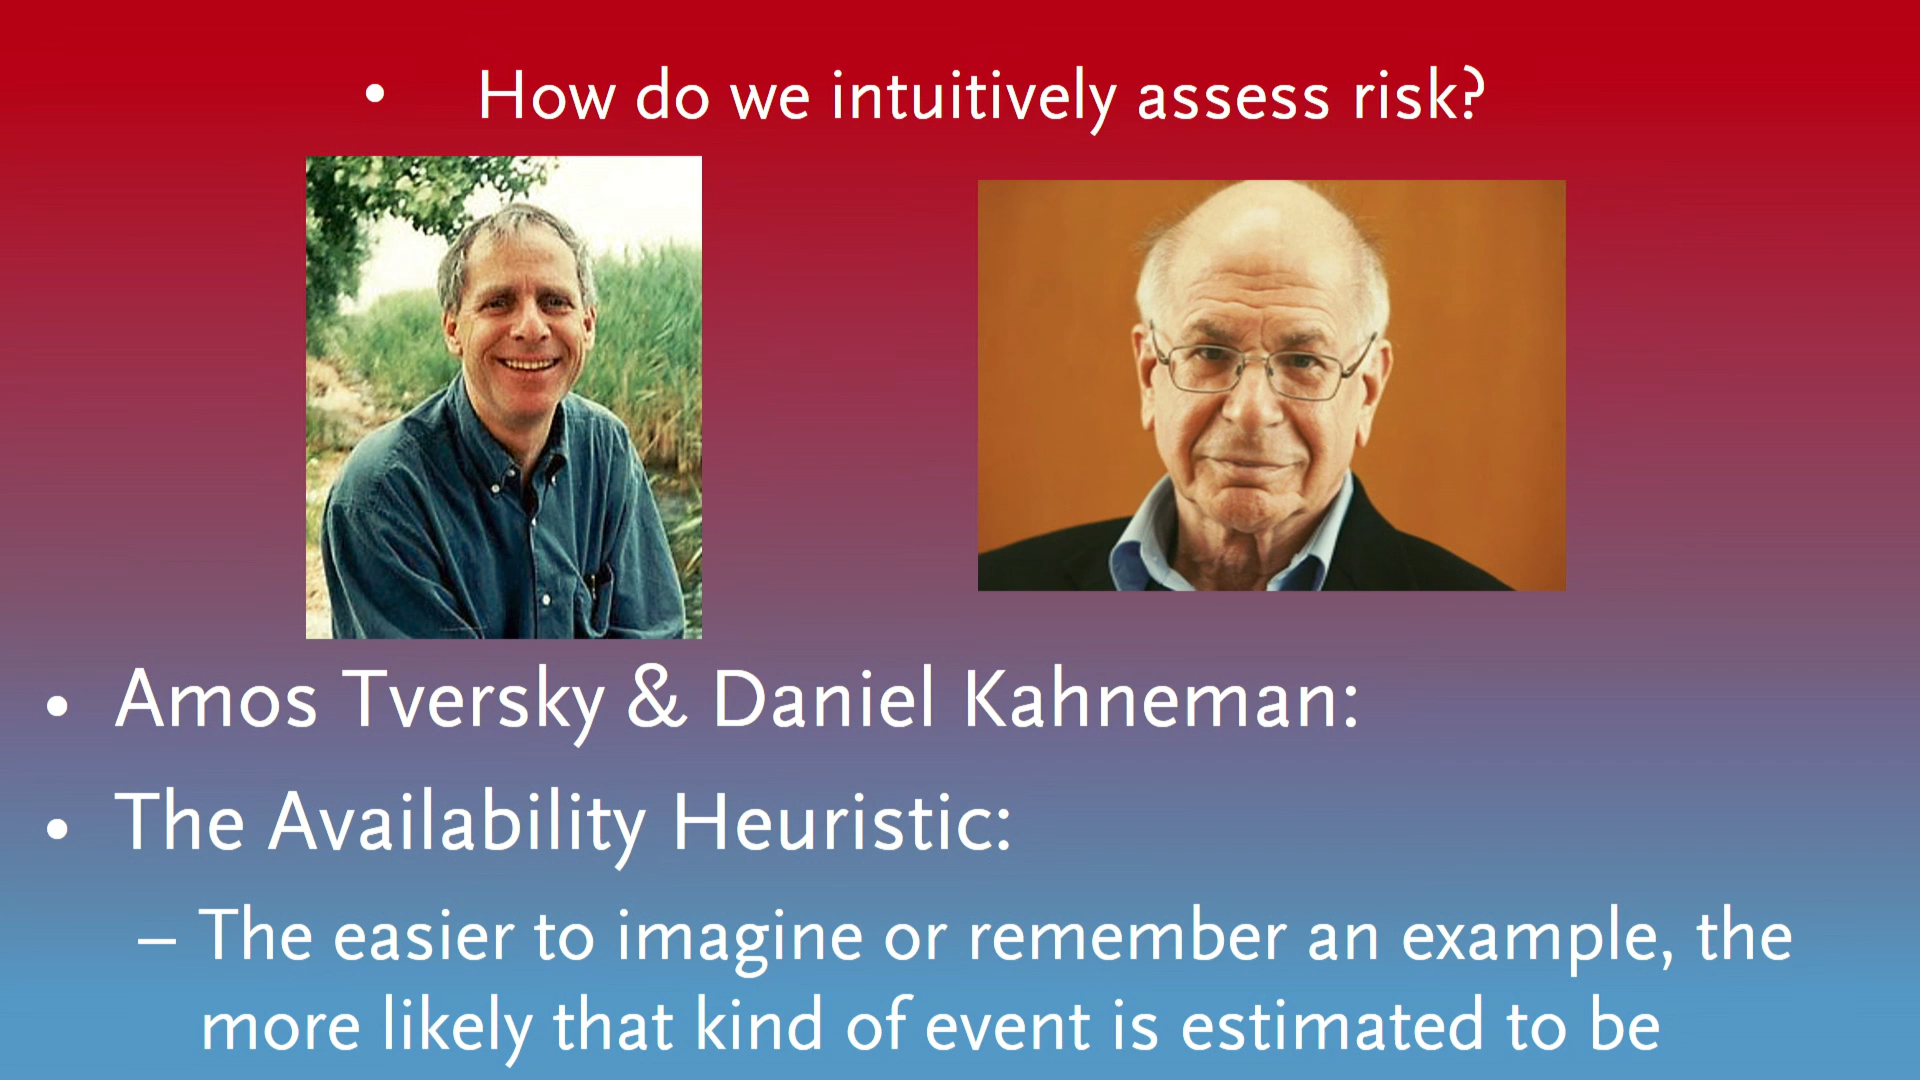 • How do we intuitively assess risk?
• Amos Tversky & Daniel Kahneman:
• The Availability Heuristic:
– The easier to imagine or remember an example, the
more likely that kind of event is estimated to be